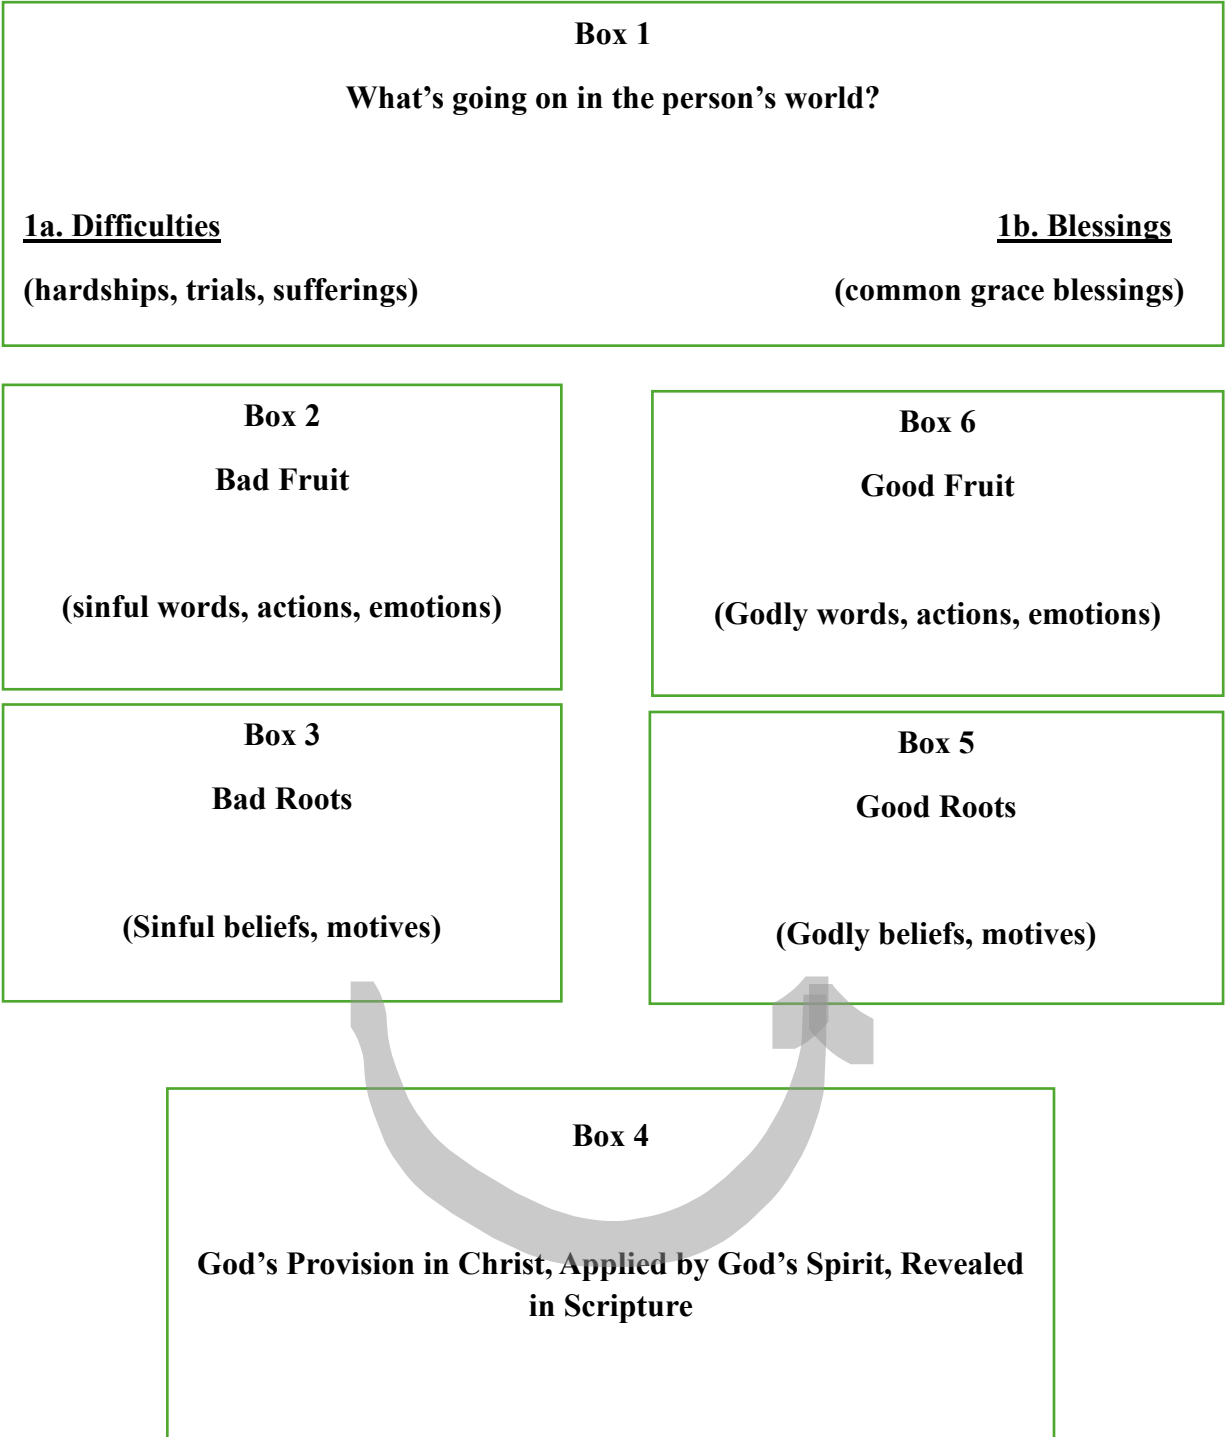 Box 1
What’s going on in the person’s world?
1a. Difficulties
1b. Blessings
(hardships, trials, sufferings)
(common grace blessings)
Box 2
Bad Fruit
(sinful words, actions, emotions)
Box 6
Good Fruit
(Godly words, actions, emotions)
Box 3
Bad Roots
(Sinful beliefs, motives)
Box 5
Good Roots
(Godly beliefs, motives)
Box 4
God’s Provision in Christ, Applied by God’s Spirit, Revealed
in Scripture